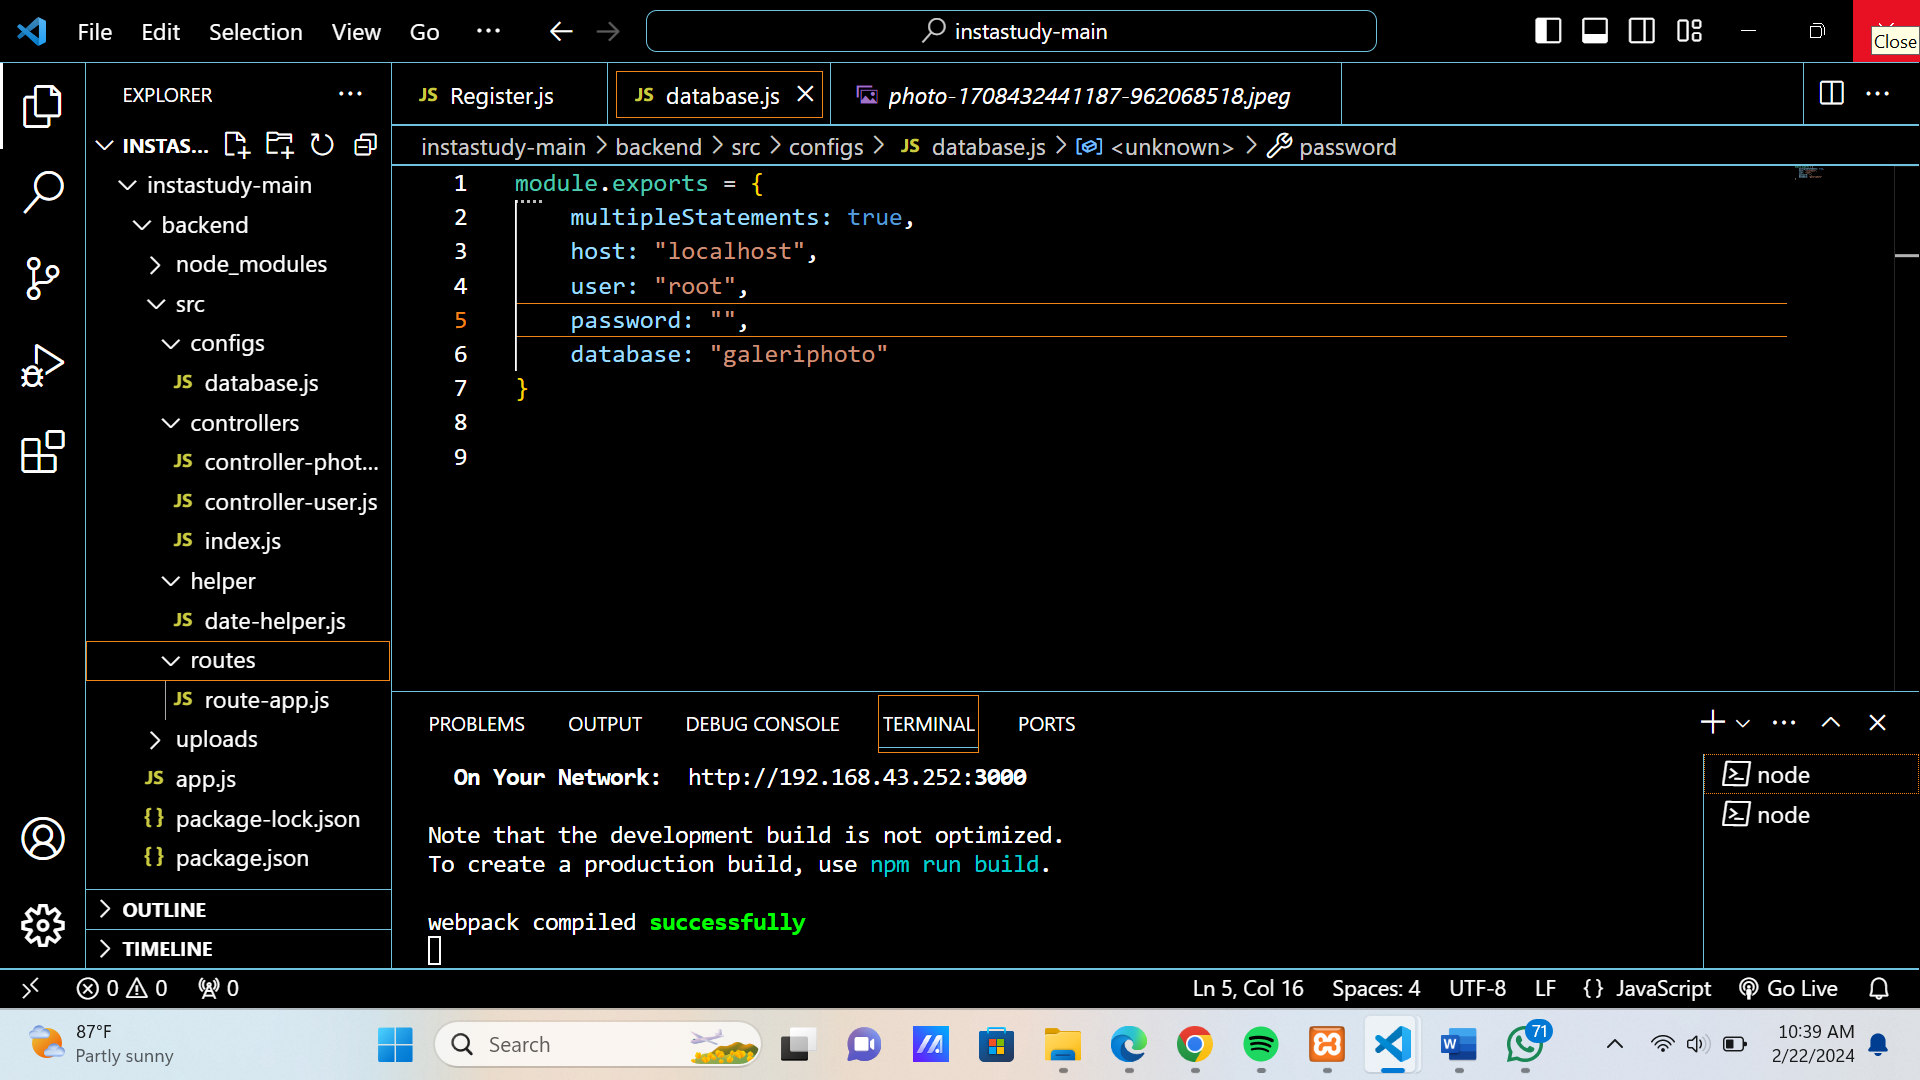 File Edit Selection View Go ··· instastudy-main
Close
EXPLORER ···
Register.js
database.js
photo-1708432441187-962068518.jpeg
INSTAS...
instastudy-main > backend > src > configs > JS database.js > <unknown> > password
instastudy-main
backend
node_modules
src
configs
JS database.js
controllers
JS controller-phot...
JS controller-user.js
JS index.js
helper
JS date-helper.js
routes
JS route-app.js
uploads
JS app.js
{} package-lock.json
{} package.json
OUTLINE
TIMELINE
1 module.exports = {
2 multipleStatements: true,
3 host: "localhost",
4 user: "root",
5 password: "",
6 database: "galeriphoto"
7 }
8
9
PROBLEMS OUTPUT DEBUG CONSOLE TERMINAL PORTS
On Your Network: http://192.168.43.252:3000
Note that the development build is not optimized.
To create a production build, use npm run build.
webpack compiled successfully
node
node
0 0 0
Ln 5, Col 16 Spaces: 4 UTF-8 LF {} JavaScript Go Live
87°F
Partly sunny
Search
W
71
10:39 AM
2/22/2024